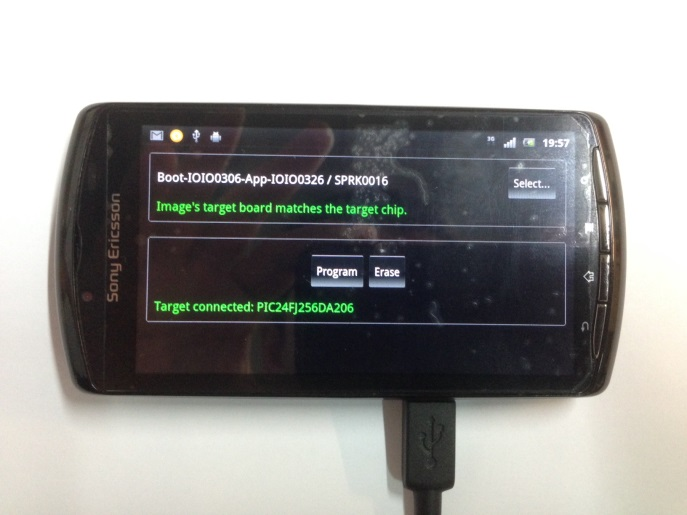 3G 19:57
Boot-IOIO0306-App-IOIO0326 / SPRK0016
Select...
Image's target board matches the target chip.
Program Erase
Target connected: PIC24FJ256DA206
Sony Ericsson